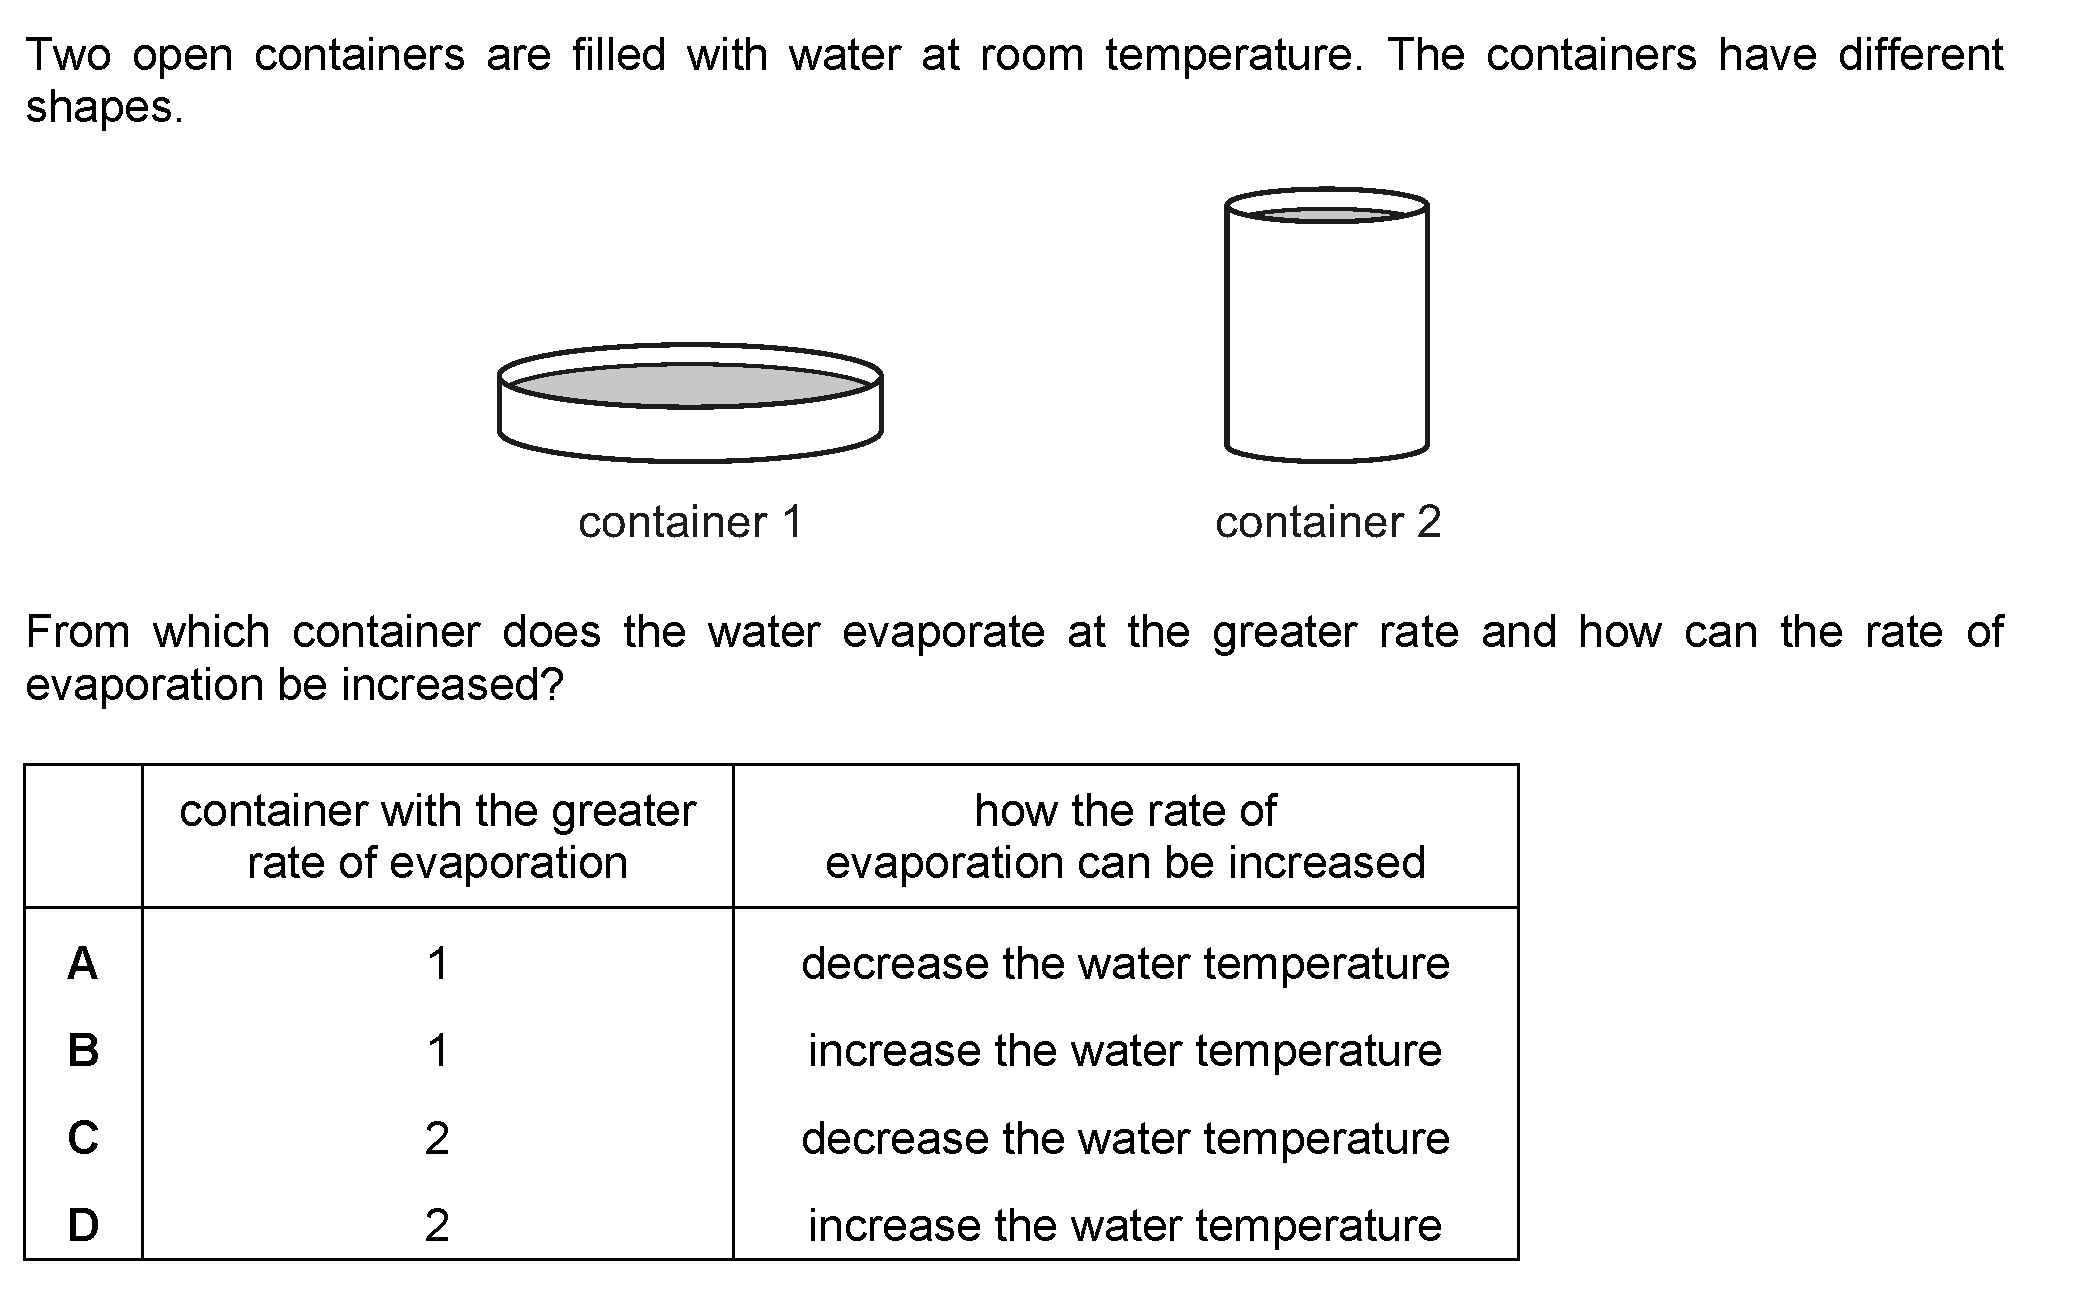 Two open containers are filled with water at room temperature. The containers have different
shapes.
container 1
container 2
From which container does the water evaporate at the greater rate and how can the rate of
evaporation be increased?
container with the greater
rate of evaporation
how the rate of
evaporation can be increased
A 1 decrease the water temperature
B 1 increase the water temperature
C 2 decrease the water temperature
D 2 increase the water temperature